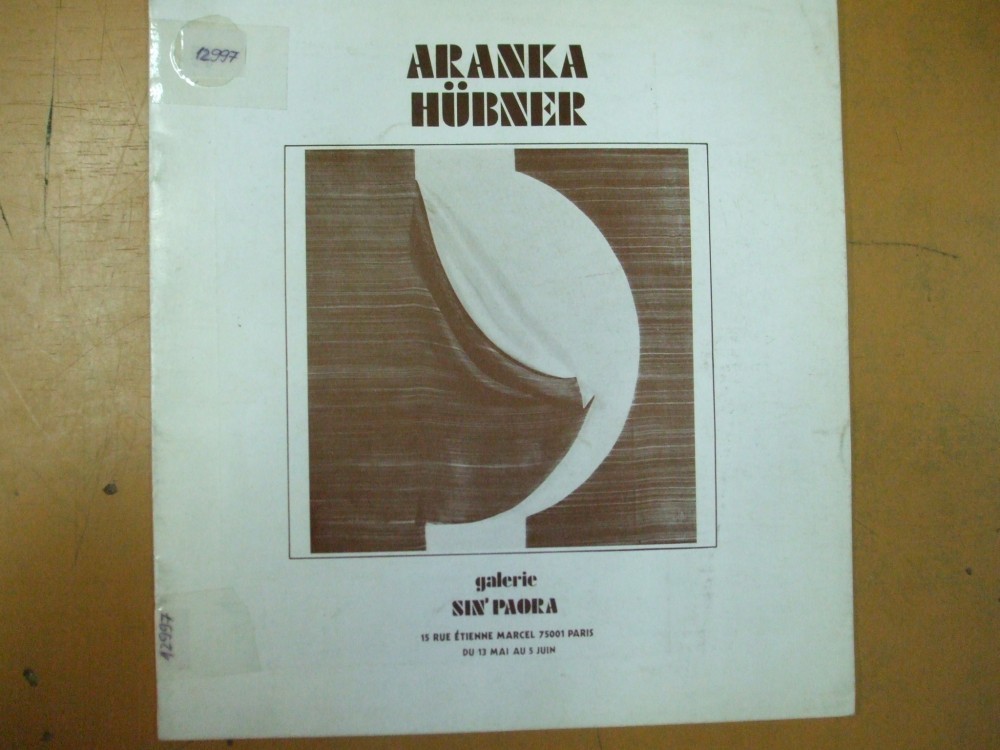 12997
ARANKA
HÜBNER
galerie
SIN' PAORA
15 RUE ÉTIENNE MARCEL 75001 PARIS
DU 13 MAI AU 5 JUIN
12997